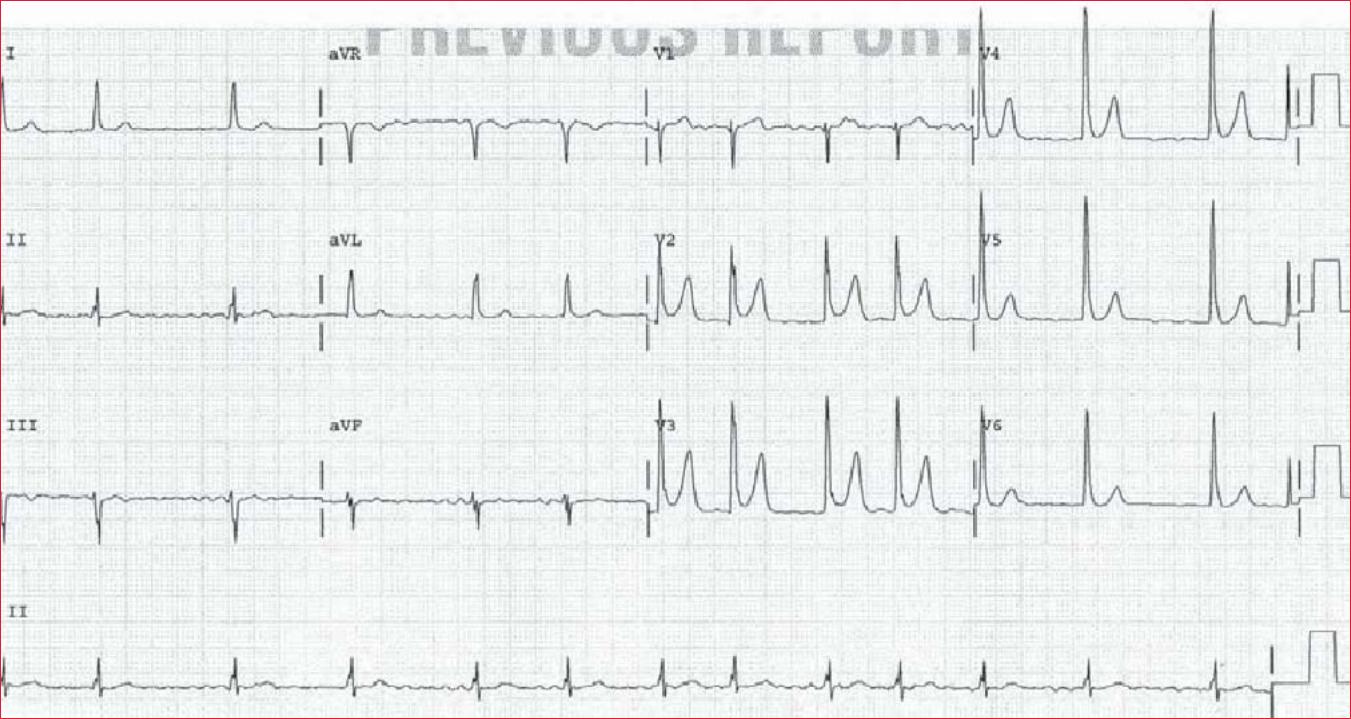 PREVIOUS REPORT
I aVR V1 V4
II aVL V2 V5
III aVF V3 V6
II